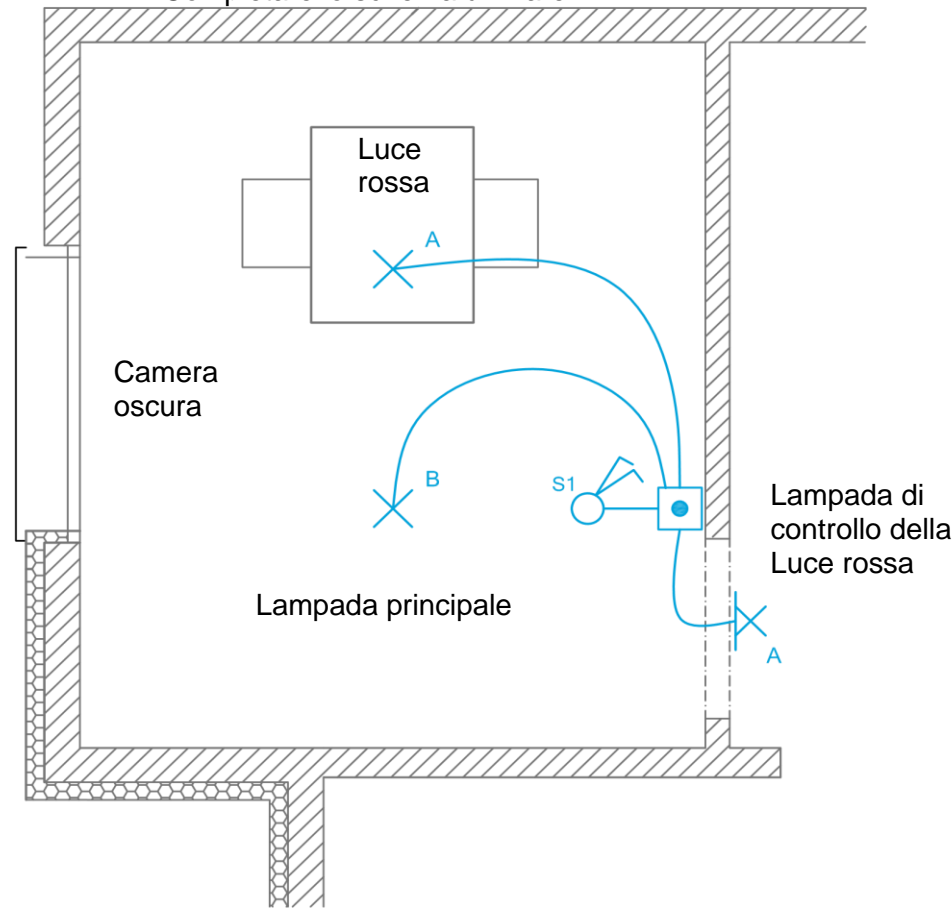 Luce
rossa
A
Camera
oscura
B
S1
Lampada di
controllo della
Luce rossa
Lampada principale
A